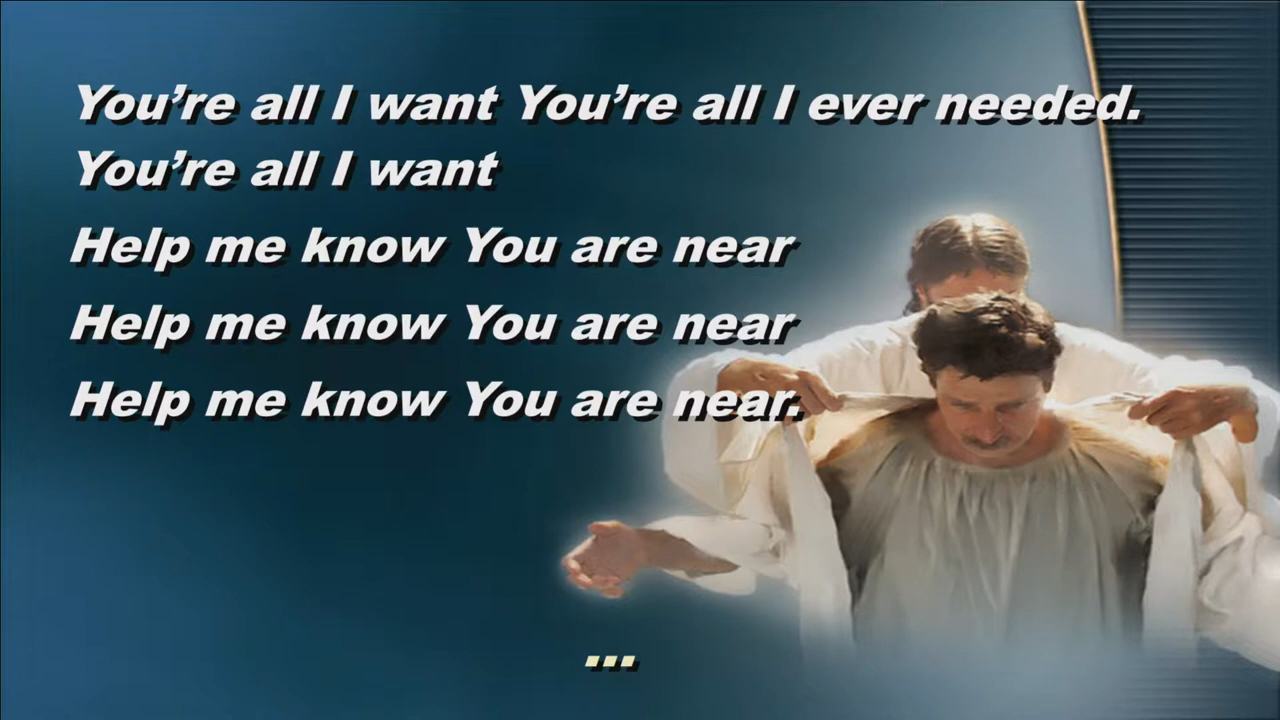 You’re all I want You’re all I ever needed.
You’re all I want
Help me know You are near
Help me know You are near
Help me know You are near.
...